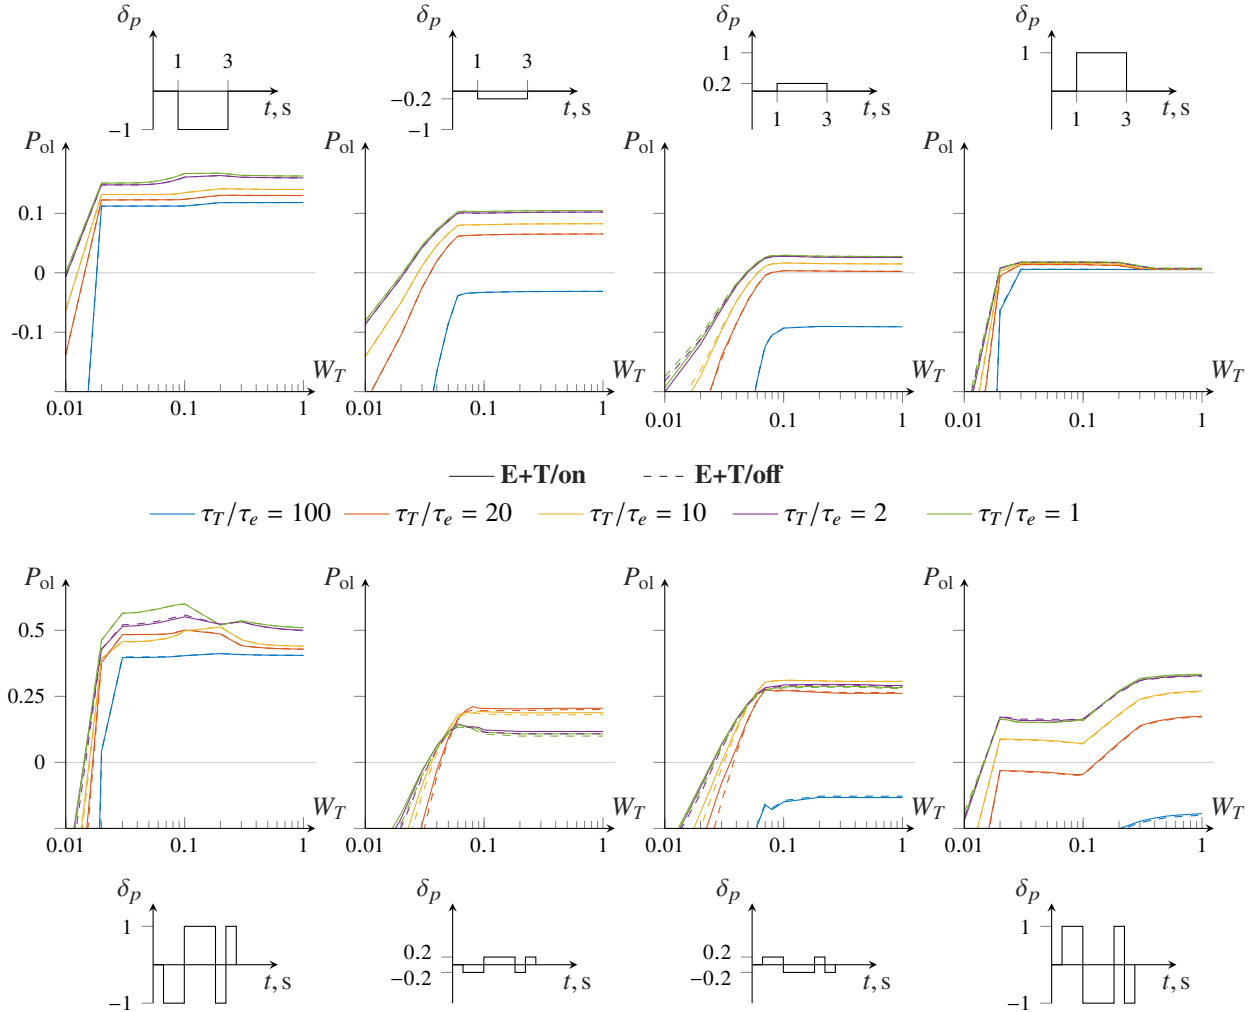 δp δp δp δp
1 3 1 3 1 1
0.2
t, s −0.2 t, s t, s t, s
−1 −1 1 3 1 3
Pol Pol Pol Pol
0.1
0
-0.1
WT WT WT WT
0.01 0.1 1 0.01 0.1 1 0.01 0.1 1 0.01 0.1 1
E+T/on E+T/off
τT/τe = 100 τT/τe = 20 τT/τe = 10 τT/τe = 2 τT/τe = 1
Pol Pol Pol Pol
0.5
0.25
0
WT WT WT WT
0.01 0.1 1 0.01 0.1 1 0.01 0.1 1 0.01 0.1 1
δp δp δp δp
1 0.2 0.2 1
t, s −0.2 t, s −0.2 t, s t, s
−1 −1